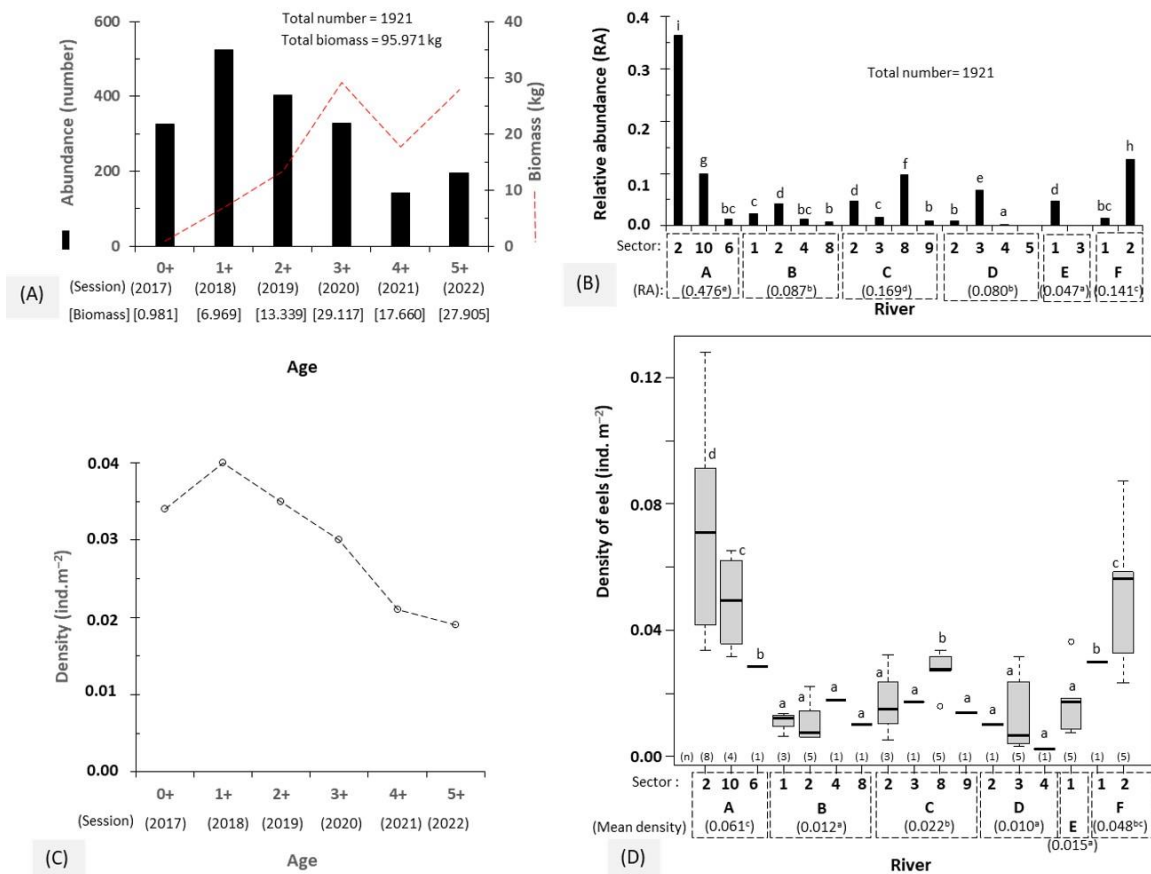 Total number = 1921
Total biomass = 95.971 kg
Abundance (number)
600
400
200
0
Biomass (kg)
40
30
20
10
0
0+ 1+ 2+ 3+ 4+ 5+
(Session) (2017) (2018) (2019) (2020) (2021) (2022)
[Biomass] [0.981] [6.969] [13.339] [29.117] [17.660] [27.905]
Age
(A)
Relative abundance (RA)
0.4
0.3
0.2
0.1
0.0
Total number= 1921
i g bc c d bc b d c f b b e a d bc h
Sector: 2 10 6 1 2 4 8 2 3 8 9 2 3 4 5 1 3 1 2
A B C D E F
(RA): (0.476ᵉ) (0.087ᵇ) (0.169ᵈ) (0.080ᵇ) (0.047ᵃ) (0.141ᶜ)
River
(B)
Density (ind.m⁻²)
0.04
0.03
0.02
0.01
0.00
0+ 1+ 2+ 3+ 4+ 5+
(Session) (2017) (2018) (2019) (2020) (2021) (2022)
(C)
Age
Density of eels (ind. m⁻²)
0.12
0.08
0.04
0.00
d c b a a a a a a b a a a a a b c
(n) (8) (4) (1) (3) (5) (1) (1) (3) (1) (5) (1) (1) (5) (1) (5) (1) (5)
Sector : 2 10 6 1 2 4 8 2 3 8 9 2 3 4 1 1 2
A B C D E F
(Mean density) (0.061ᶜ) (0.012ᵃ) (0.022ᵇ) (0.010ᵃ) (0.015ᵃ) (0.048ᵇᶜ)
River
(D)